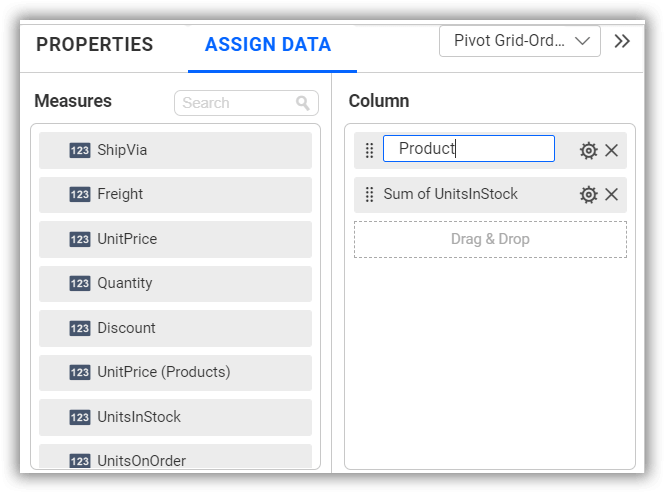 PROPERTIES
ASSIGN DATA
Pivot Grid-Ord...
Measures
Search
Column
123 ShipVia
123 Freight
123 UnitPrice
123 Quantity
123 Discount
123 UnitPrice (Products)
123 UnitsInStock
123 UnitsOnOrder
Product
Sum of UnitsInStock
Drag & Drop